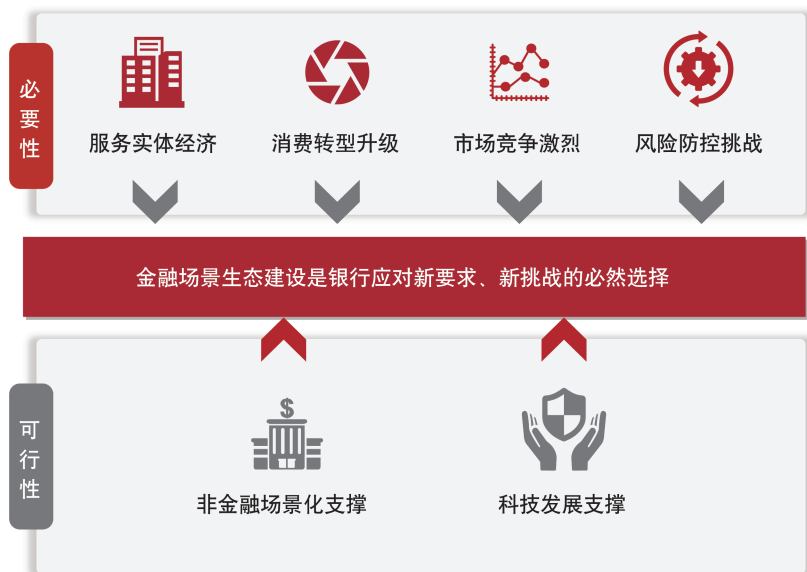 必要性
服务实体经济
消费转型升级
市场竞争激烈
风险防控挑战
金融场景生态建设是银行应对新要求、新挑战的必然选择
可行性
$
非金融场景化支撑
科技发展支撑